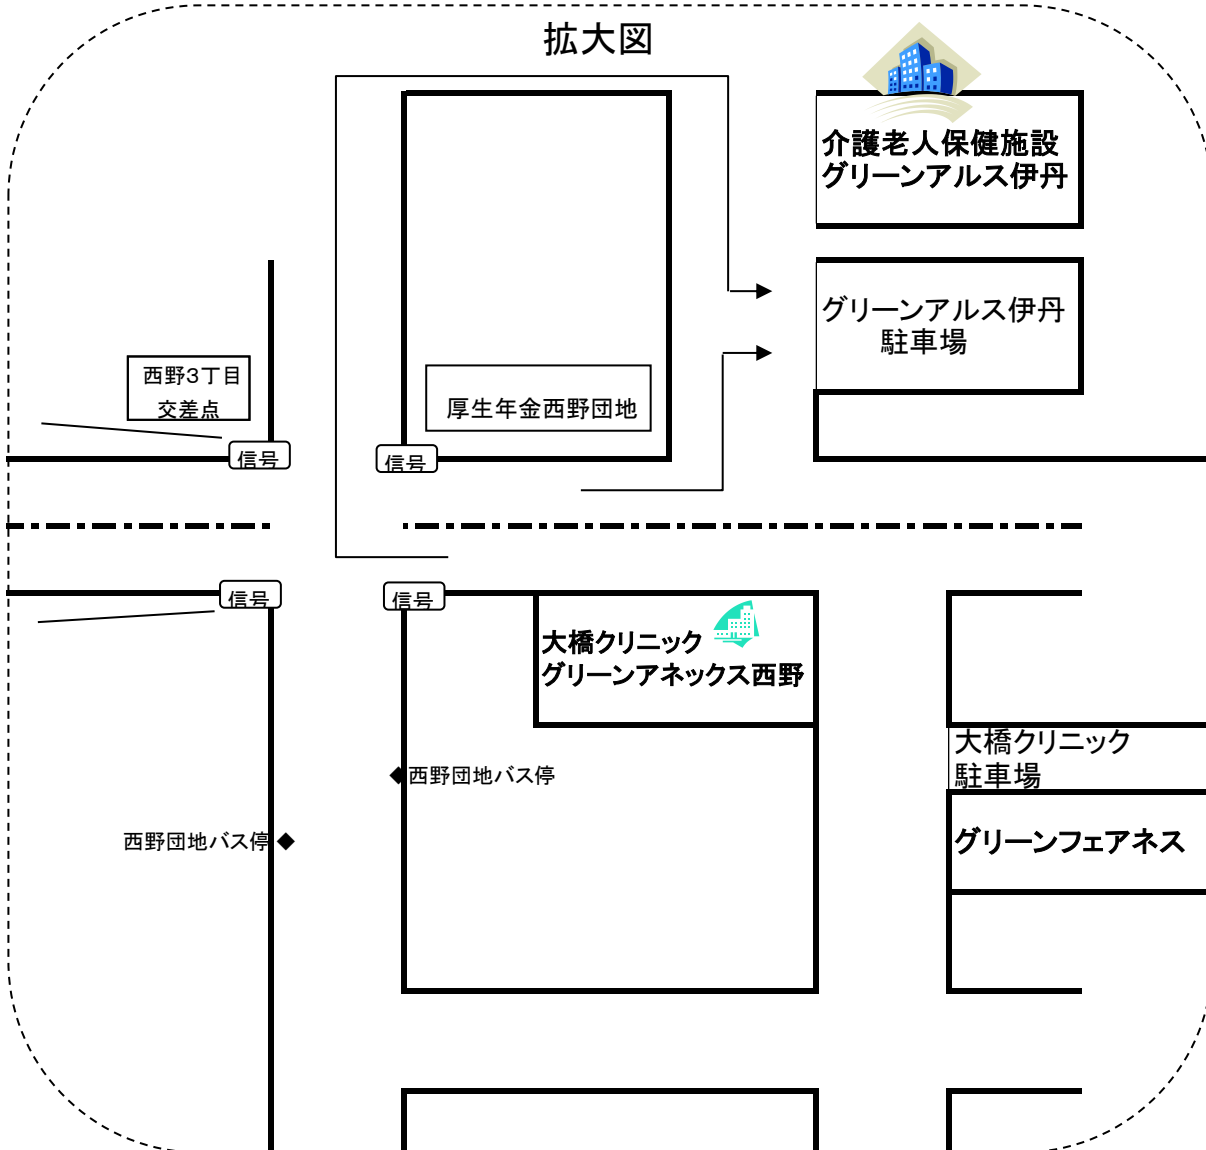 拡大図
介護老人保健施設
グリーンアルス伊丹
グリーンアルス伊丹
駐車場
西野3丁目
交差点
厚生年金西野団地
信号
信号
信号
信号
大橋クリニック
グリーンアネックス西野
大橋クリニック
駐車場
◆西野団地バス停
西野団地バス停◆
グリーンフェアネス